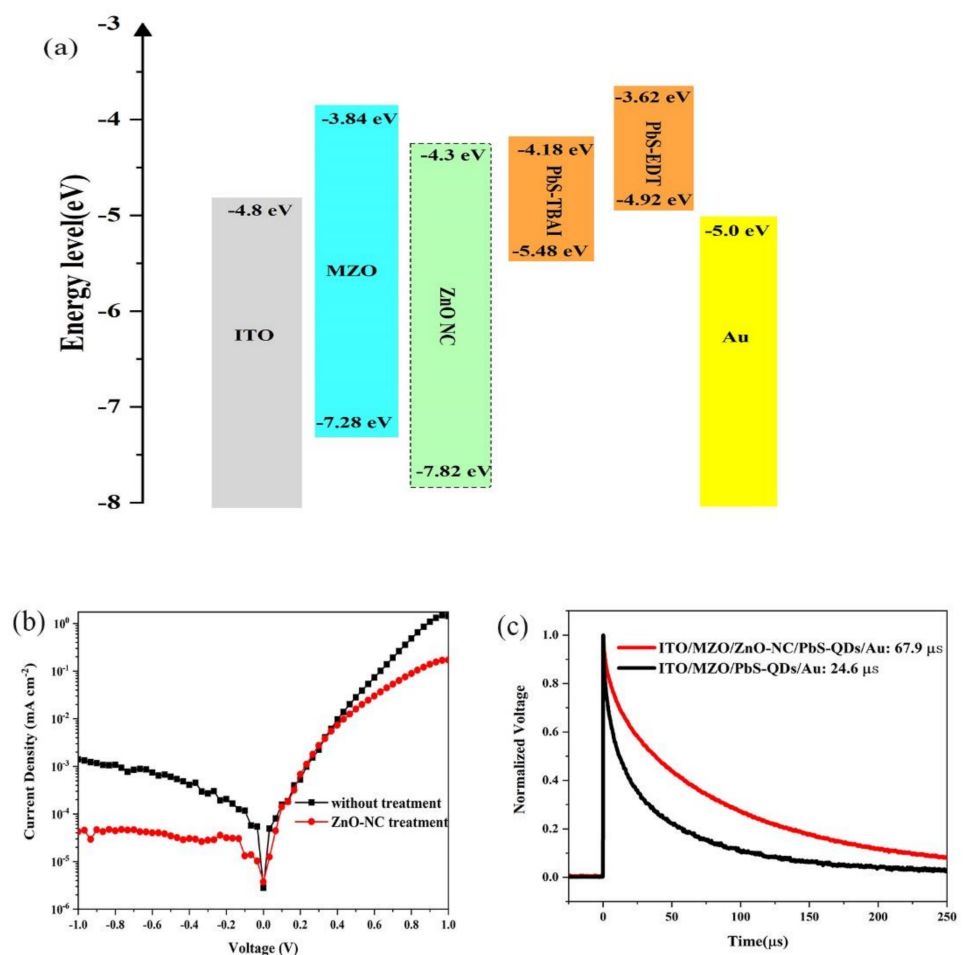 (a)
Energy level(eV)
-3
-4
-5
-6
-7
-8
-4.8 eV
ITO
-3.84 eV
MZO
-7.28 eV
-4.3 eV
ZnO NC
-7.82 eV
-4.18 eV
PbS-TBAI
-5.48 eV
-3.62 eV
PbS-EDT
-4.92 eV
-5.0 eV
Au
(b)
Current Density (mA cm⁻²)
10⁰
10⁻¹
10⁻²
10⁻³
10⁻⁴
10⁻⁵
10⁻⁶
without treatment
ZnO-NC treatment
-1.0 -0.8 -0.6 -0.4 -0.2 0.0 0.2 0.4 0.6 0.8 1.0
Voltage (V)
(c)
Normalized Voltage
1.0
0.8
0.6
0.4
0.2
0.0
ITO/MZO/ZnO-NC/PbS-QDs/Au: 67.9 μs
ITO/MZO/PbS-QDs/Au: 24.6 μs
0 50 100 150 200 250
Time(μs)